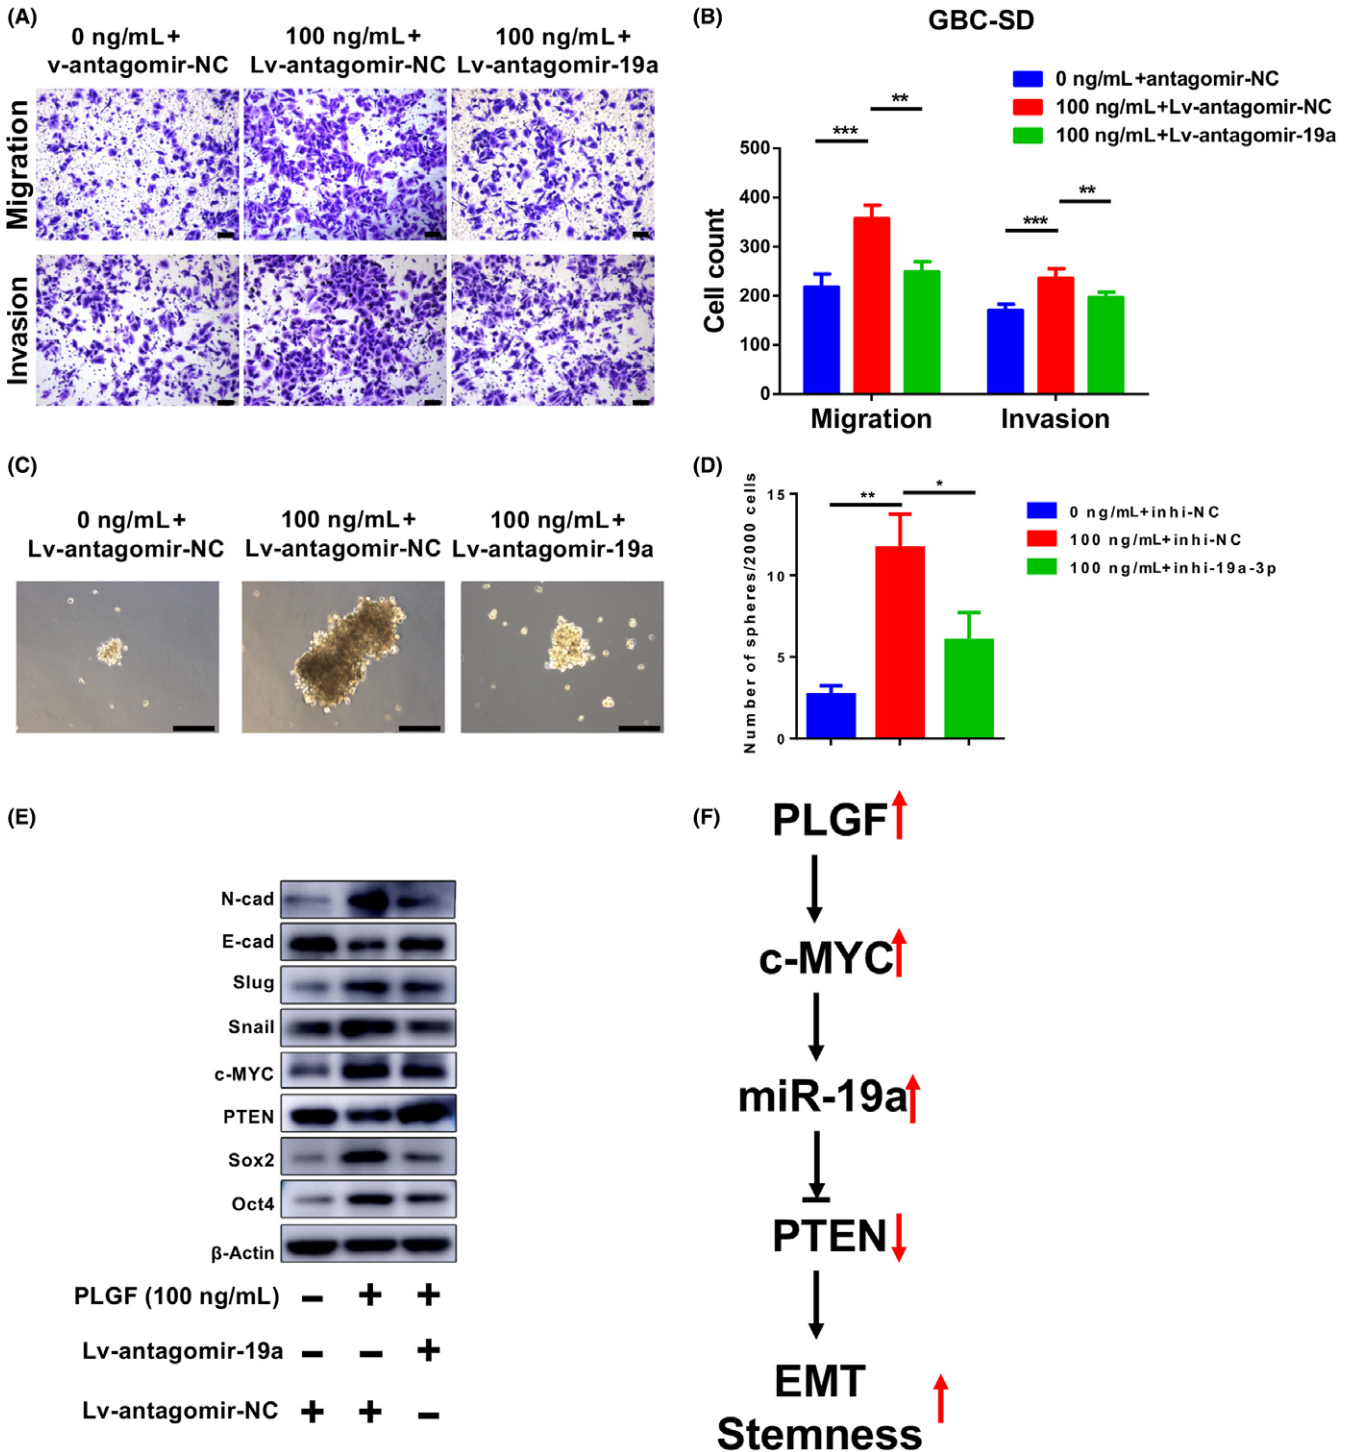 (A)
0 ng/mL+
v-antagomir-NC
100 ng/mL+
Lv-antagomir-NC
100 ng/mL+
Lv-antagomir-19a
Migration
Invasion
(B)
GBC-SD
0 ng/mL+antagomir-NC
100 ng/mL+Lv-antagomir-NC
100 ng/mL+Lv-antagomir-19a
Cell count
500
400
300
200
100
0
***
**
***
**
Migration
Invasion
(C)
0 ng/mL+
Lv-antagomir-NC
100 ng/mL+
Lv-antagomir-NC
100 ng/mL+
Lv-antagomir-19a
(D)
Number of spheres/2000 cells
15
10
5
0
**
*
0 ng/mL+inhi-NC
100 ng/mL+inhi-NC
100 ng/mL+inhi-19a-3p
(E)
N-cad
E-cad
Slug
Snail
c-MYC
PTEN
Sox2
Oct4
β-Actin
PLGF (100 ng/mL) − + +
Lv-antagomir-19a − − +
Lv-antagomir-NC + + −
(F)
PLGF
c-MYC
miR-19a
PTEN
EMT
Stemness